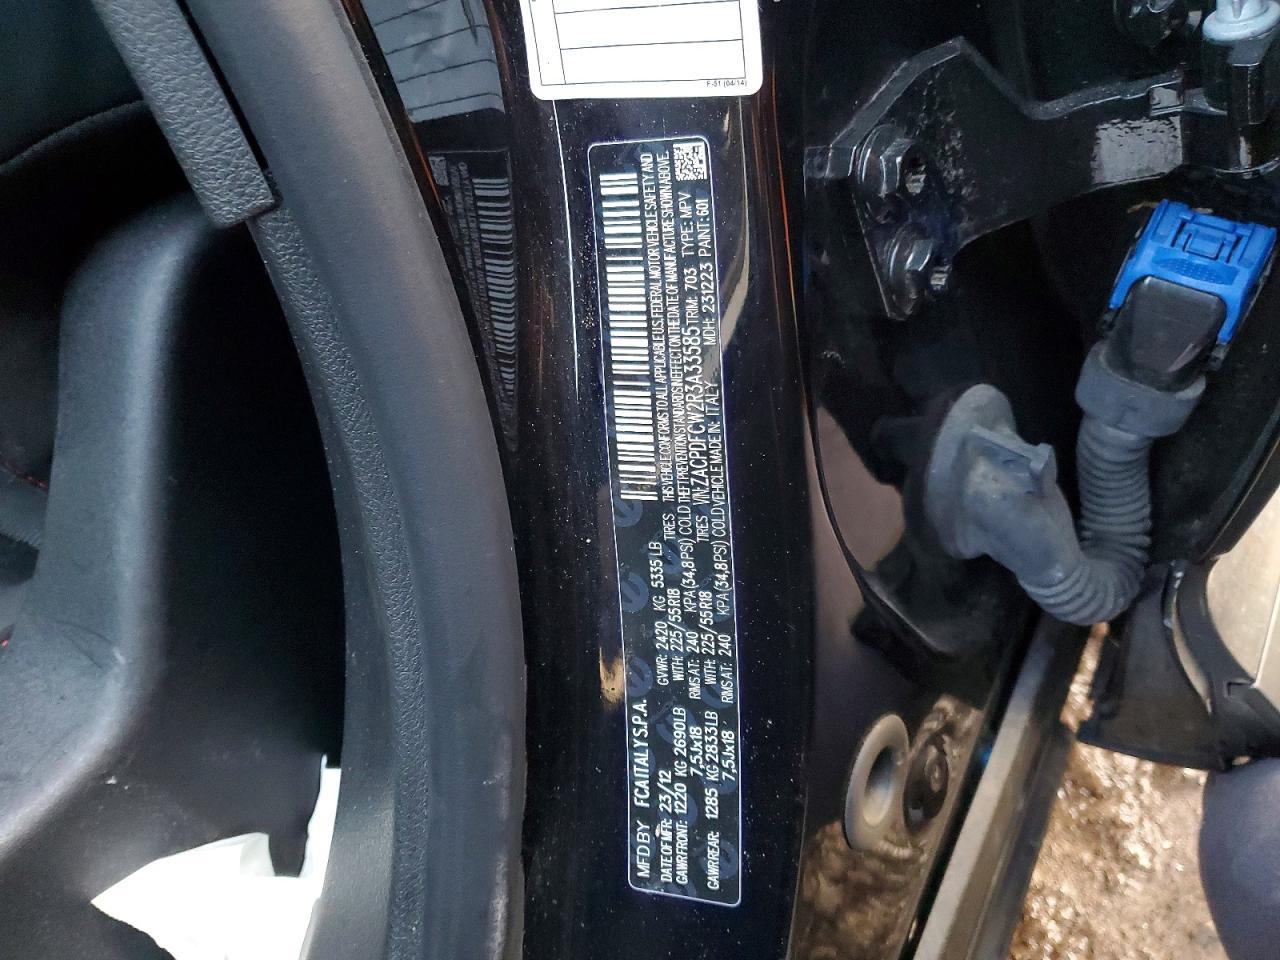 F-51 (04/14)
MFD BY FCA ITALY S.P.A.
DATE OF MFR: 23/12 GVWR: 2420 KG 5335 LB
GAWR FRONT: 1220 KG 2690LB WITH: 225/55R18 TIRES
7,5Jx18 RIMS AT: 240 KPA(34,8PSI) COLD
GAWR REAR: 1285 KG 2833LB WITH: 225/55R18 TIRES
7,5Jx18 RIMS AT: 240 KPA(34,8PSI) COLD
THIS VEHICLE CONFORMS TO ALL APPLICABLE U.S. FEDERAL MOTOR VEHICLE SAFETY AND
THEFT PREVENTION STANDARDS IN EFFECT ON THE DATE OF MANUFACTURE SHOWN ABOVE.
VIN: ZACPDFCW2R3A33585 TRIM: 703 TYPE: MPV
VEHICLE MADE IN: ITALY MDH: 231223 PAINT: 601